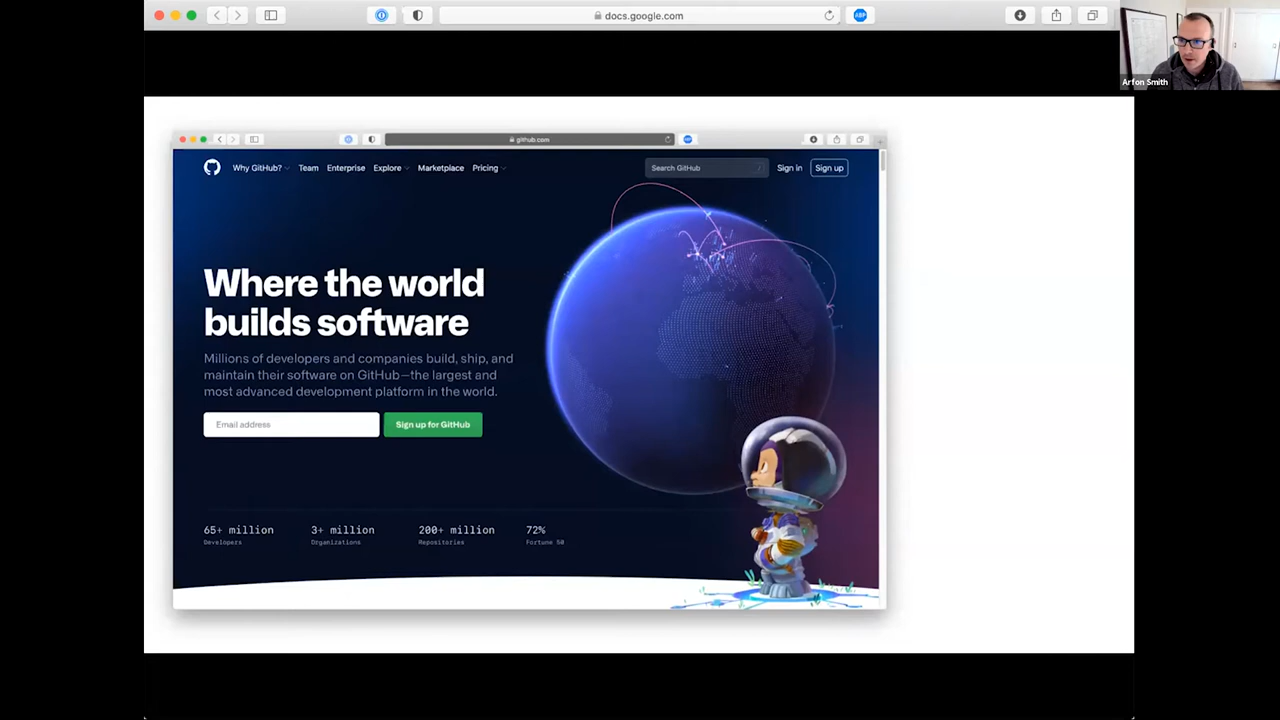 docs.google.com
ABP
Arfon Smith
github.com
Why GitHub? Team Enterprise Explore Marketplace Pricing
Search GitHub /
Sign in Sign up
Where the world
builds software
Millions of developers and companies build, ship, and
maintain their software on GitHub—the largest and
most advanced development platform in the world.
Email address
Sign up for GitHub
65+ million 3+ million 200+ million 72%
Developers Organizations Repositories Fortune 50